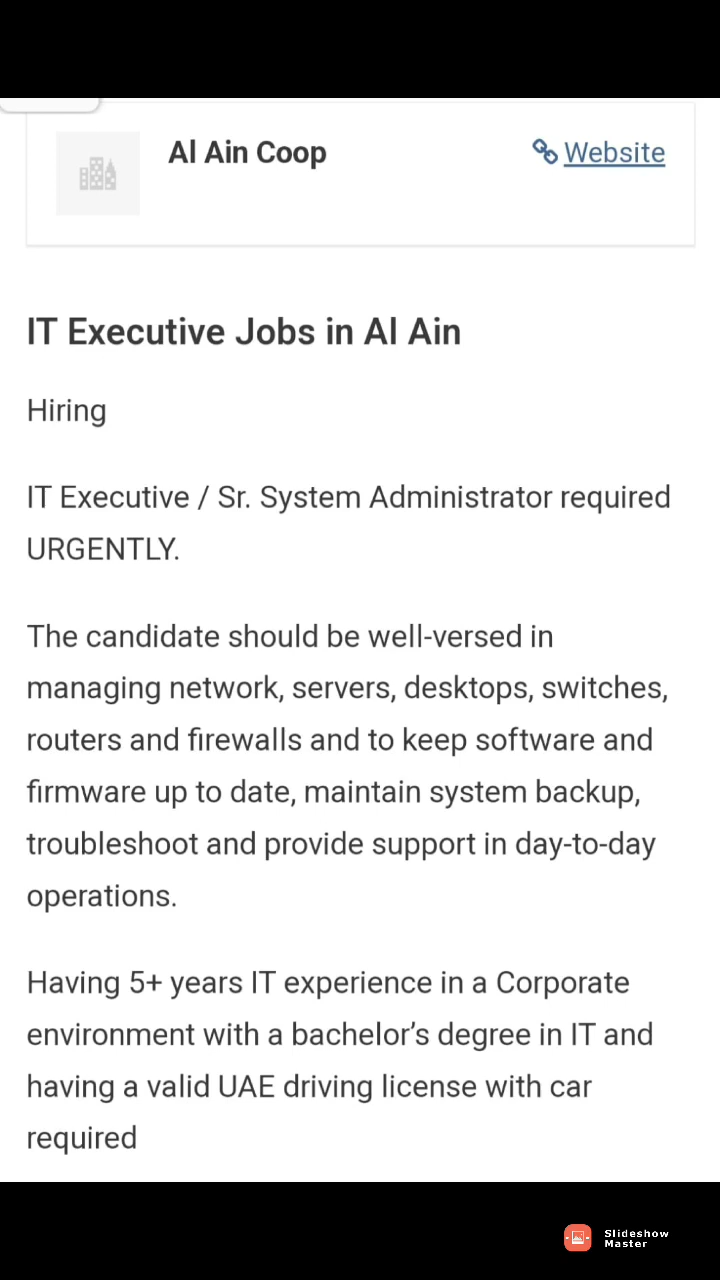 Al Ain Coop
Website
IT Executive Jobs in Al Ain
Hiring
IT Executive / Sr. System Administrator required
URGENTLY.
The candidate should be well-versed in
managing network, servers, desktops, switches,
routers and firewalls and to keep software and
firmware up to date, maintain system backup,
troubleshoot and provide support in day-to-day
operations.
Having 5+ years IT experience in a Corporate
environment with a bachelor’s degree in IT and
having a valid UAE driving license with car
required
Slideshow
Master